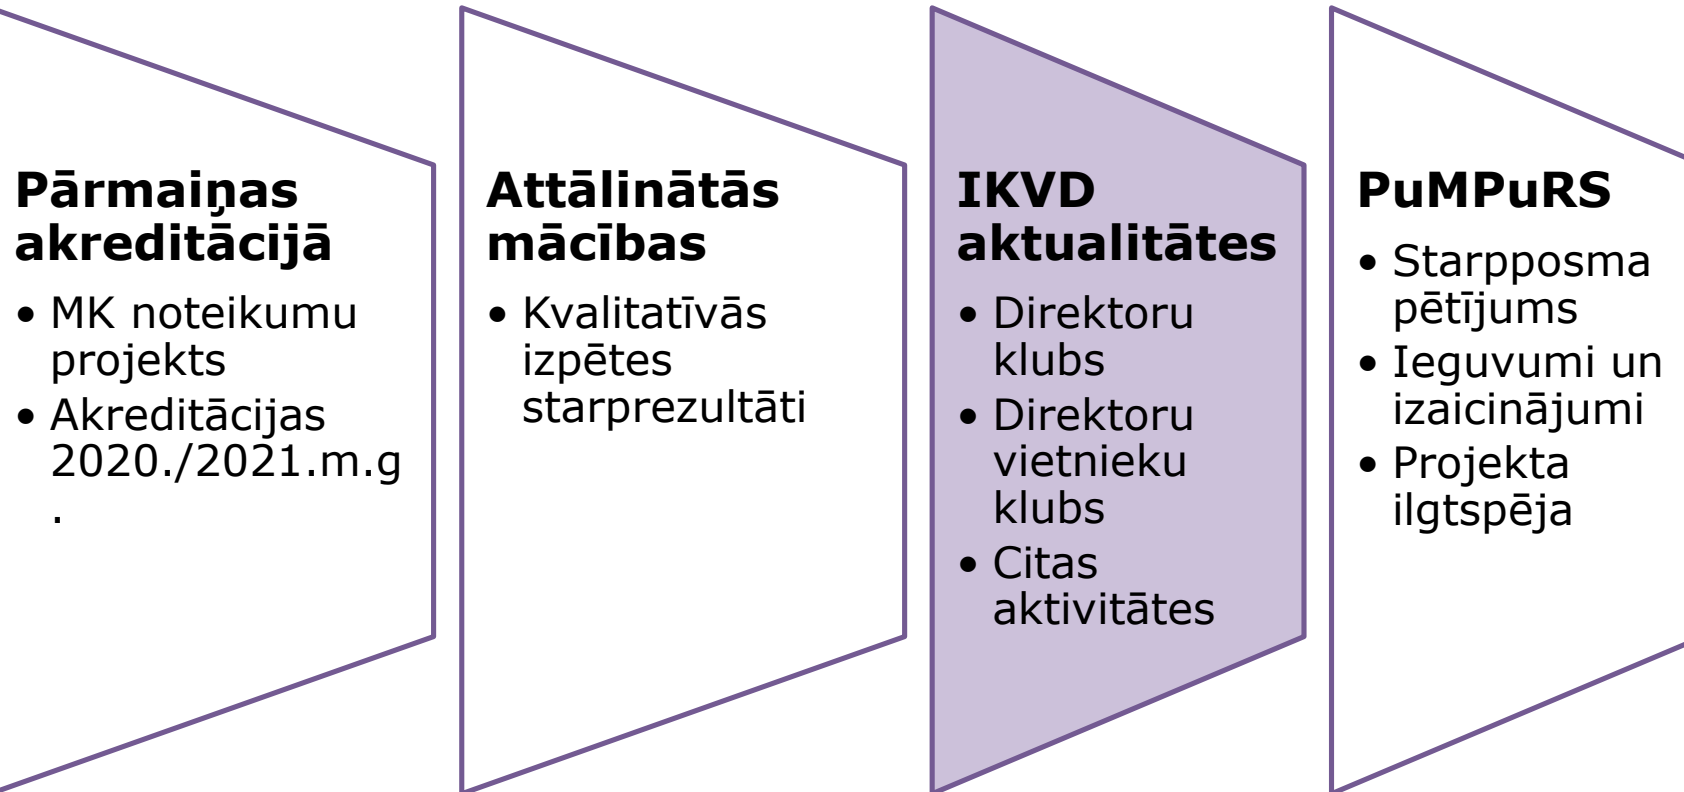 Pārmaiņas
akreditācijā
• MK noteikumu
projekts
• Akreditācijas
2020./2021.m.g
.
Attālinātās
mācības
• Kvalitatīvās
izpētes
starprezultāti
IKVD
aktualitātes
• Direktoru
klubs
• Direktoru
vietnieku
klubs
• Citas
aktivitātes
PuMPuRS
• Starpposma
pētījums
• Ieguvumi un
izaicinājumi
• Projekta
ilgtspēja